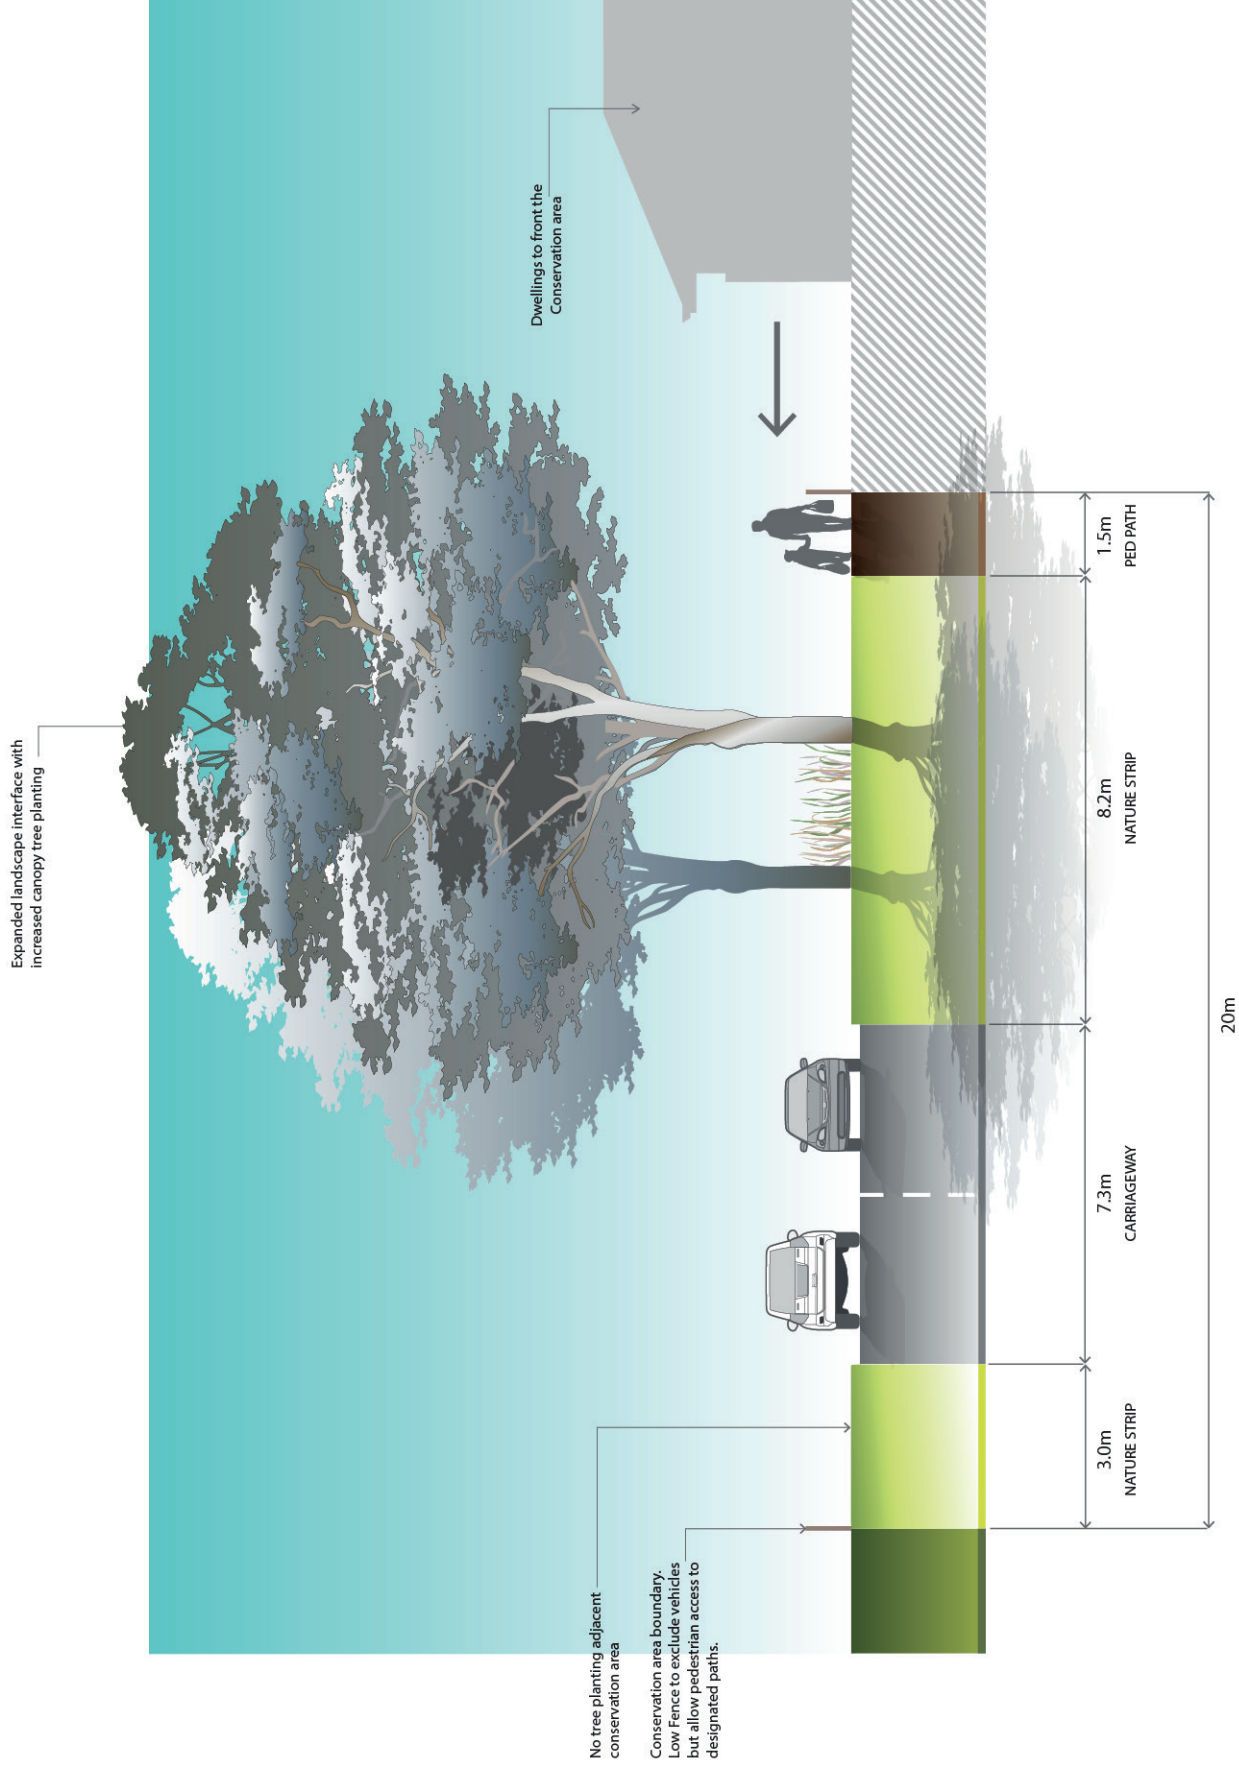 Expanded landscape interface with
increased canopy tree planting
Dwellings to front the
Conservation area
No tree planting adjacent
conservation area
Conservation area boundary.
Low Fence to exclude vehicles
but allow pedestrian access to
designated paths.
3.0m
NATURE STRIP
7.3m
CARRIAGEWAY
8.2m
NATURE STRIP
1.5m
PED PATH
20m